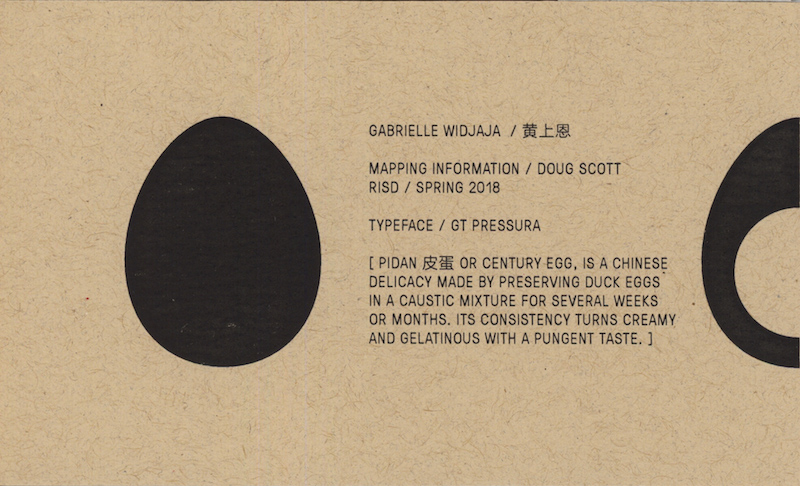 GABRIELLE WIDJAJA / 黄上恩
MAPPING INFORMATION / DOUG SCOTT
RISD / SPRING 2018
TYPEFACE / GT PRESSURA
[ PIDAN 皮蛋 OR CENTURY EGG, IS A CHINESE
DELICACY MADE BY PRESERVING DUCK EGGS
IN A CAUSTIC MIXTURE FOR SEVERAL WEEKS
OR MONTHS. ITS CONSISTENCY TURNS CREAMY
AND GELATINOUS WITH A PUNGENT TASTE. ]